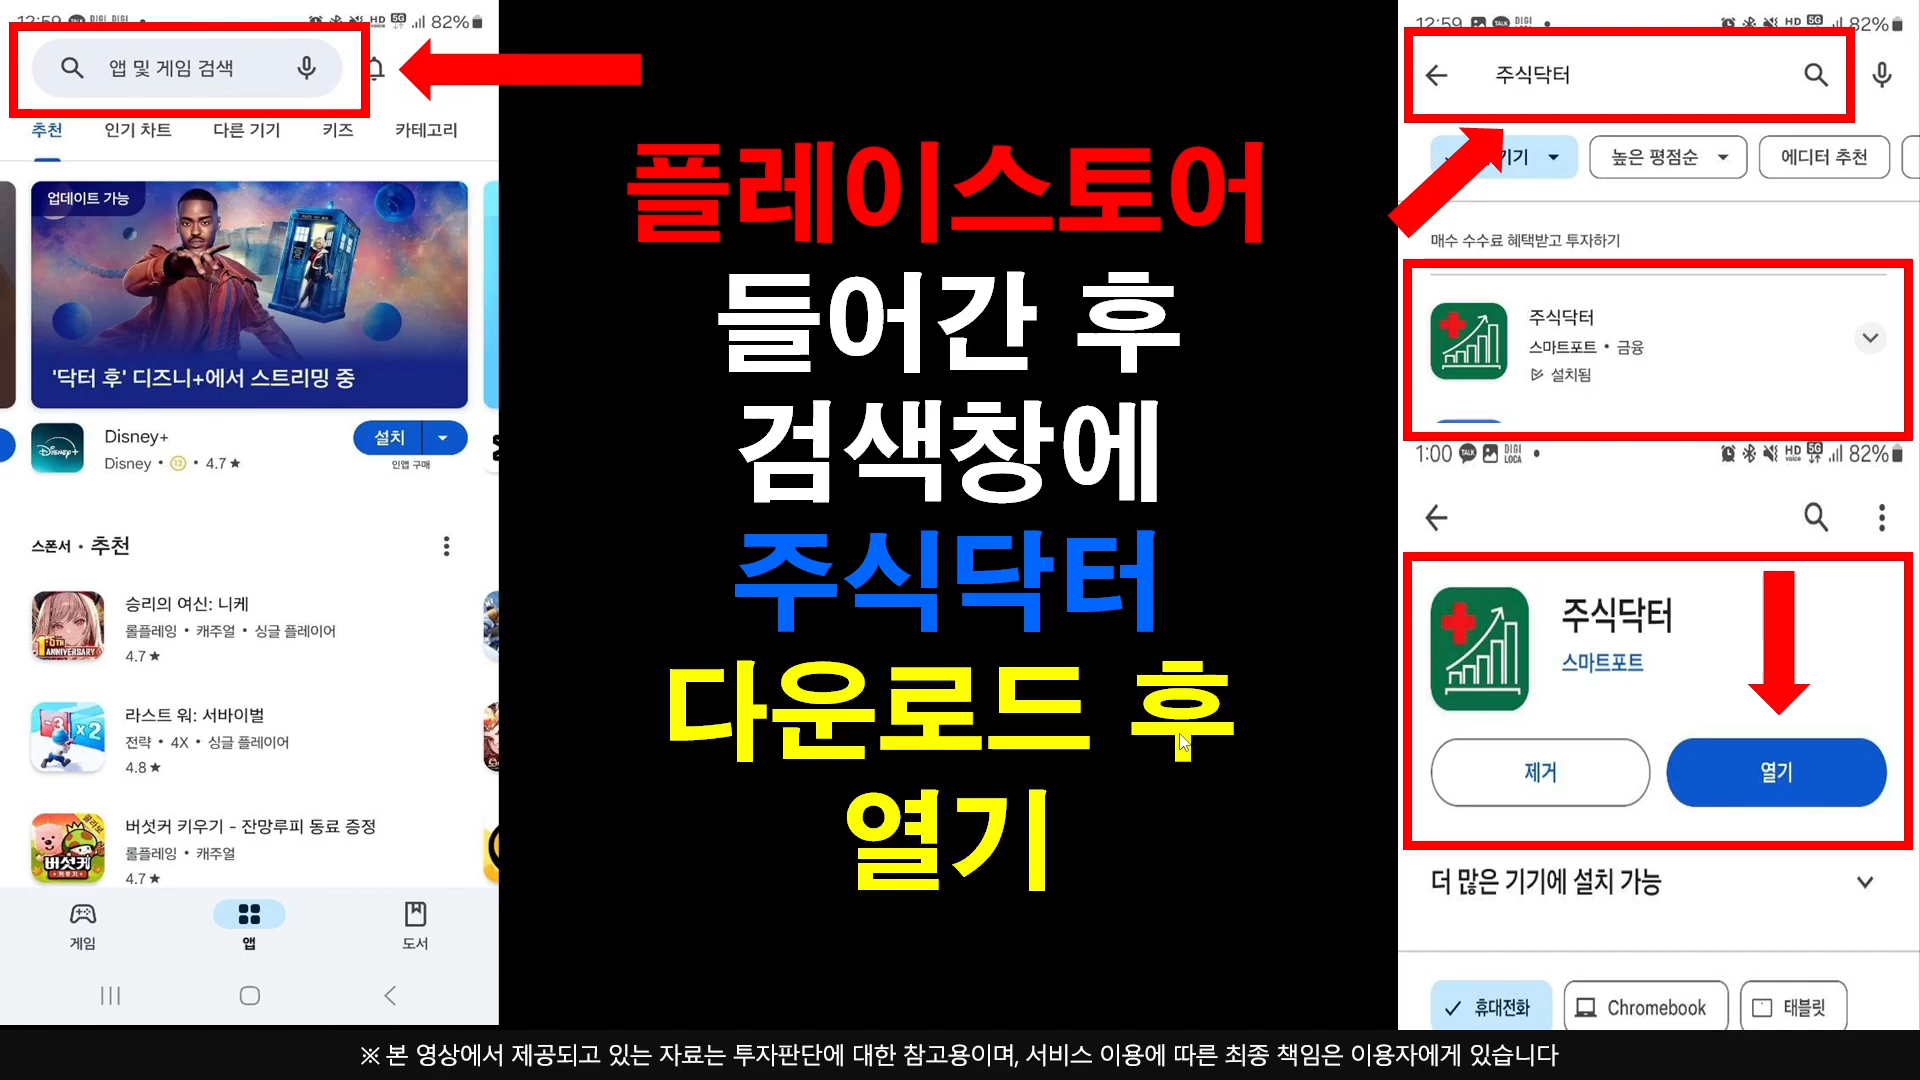 12:59
82%
앱 및 게임 검색
추천
인기 차트
다른 기기
키즈
카테고리
업데이트 가능
'닥터 후' 디즈니+에서 스트리밍 중
Disney+
Disney+
Disney • 12 • 4.7★
설치
인앱 구매
스폰서 • 추천
승리의 여신: 니케
롤플레잉 • 캐주얼 • 싱글 플레이어
4.7★
라스트 워: 서바이벌
전략 • 4X • 싱글 플레이어
4.8★
버섯커 키우기 - 잔망루피 동료 증정
롤플레잉 • 캐주얼
4.7★
게임
앱
도서
플레이스토어
들어간 후
검색창에
주식닥터
다운로드 후
열기
12:59
82%
주식닥터
기기
높은 평점순
에디터 추천
매수 수수료 혜택받고 투자하기
주식닥터
스마트포트 • 금융
설치됨
1:00 TALK DIGI LOCA • HD voice 5G 82%
주식닥터
스마트포트
제거
열기
더 많은 기기에 설치 가능
휴대전화
Chromebook
태블릿
※ 본 영상에서 제공되고 있는 자료는 투자판단에 대한 참고용이며, 서비스 이용에 따른 최종 책임은 이용자에게 있습니다